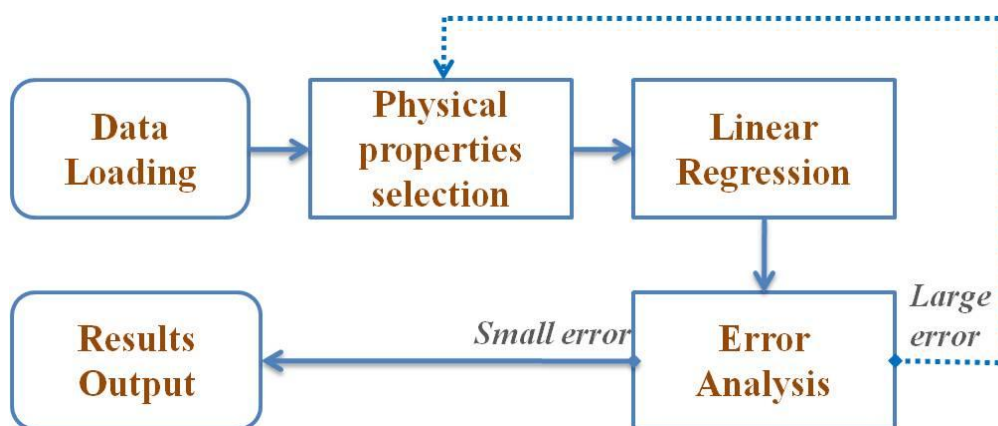 Data
Loading
Physical
properties
selection
Linear
Regression
Results
Output
Small error
Error
Analysis
Large
error